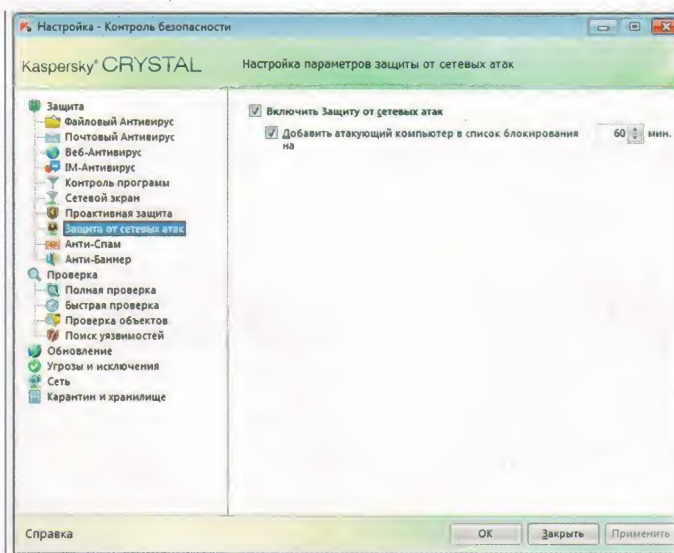 Настройка - Контроль безопасности
Kaspersky® CRYSTAL
Настройка параметров защиты от сетевых атак
Защита
Файловый Антивирус
Почтовый Антивирус
Веб-Антивирус
IM-Антивирус
Контроль программ
Сетевой экран
Проактивная защита
Защита от сетевых атак
Анти-Спам
Анти-Баннер
Проверка
Полная проверка
Быстрая проверка
Проверка объектов
Поиск уязвимостей
Обновление
Угрозы и исключения
Сеть
Карантин и хранилище
Включить Защиту от сетевых атак
Добавить атакующий компьютер в список блокирования 60 мин.
на
Справка
ОК
Закрыть
Применить